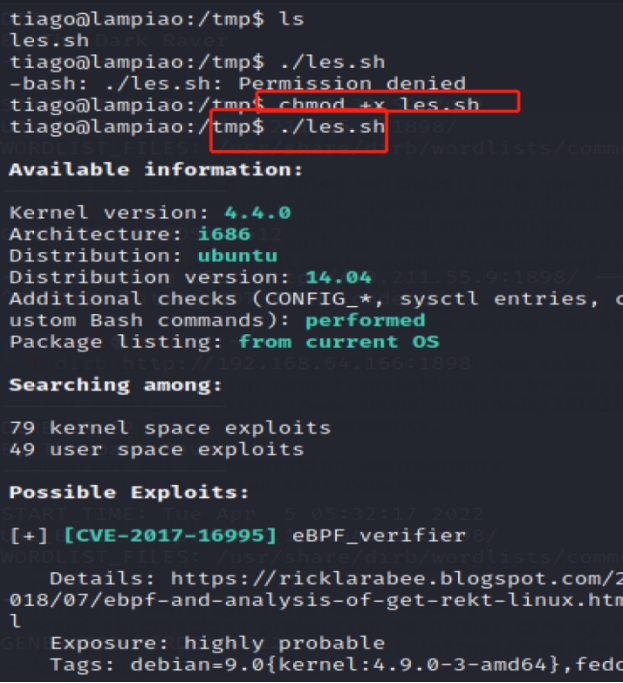 tiago@lampiao:/tmp$ ls
les.sh
tiago@lampiao:/tmp$ ./les.sh
-bash: ./les.sh: Permission denied
tiago@lampiao:/tmp$ chmod +x les.sh
tiago@lampiao:/tmp$ ./les.sh
Available information:
Kernel version: 4.4.0
Architecture: i686
Distribution: ubuntu
Distribution version: 14.04
Additional checks (CONFIG_*, sysctl entries, c
ustom Bash commands): performed
Package listing: from current OS
Searching among:
79 kernel space exploits
49 user space exploits
Possible Exploits:
[+] [CVE-2017-16995] eBPF_verifier
Details: https://ricklarabee.blogspot.com/2
018/07/ebpf-and-analysis-of-get-rekt-linux.htm
l
Exposure: highly probable
Tags: debian=9.0{kernel:4.9.0-3-amd64},fedo